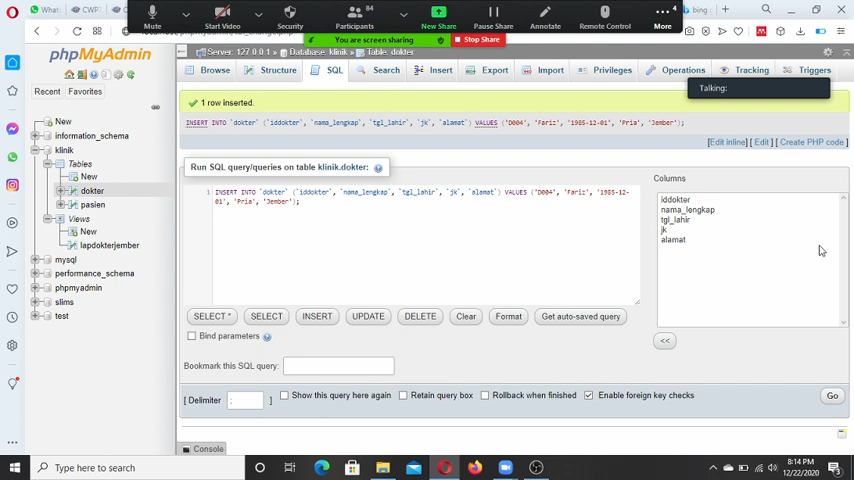 Mute
Start Video
Security
Participants
84
New Share
Pause Share
Annotate
Remote Control
More
You are screen sharing
Stop Share
Whats
CWP
bing c
phpMyAdmin
Recent
Favorites
New
information_schema
klinik
Tables
New
dokter
pasien
Views
New
lapdokterjember
mysql
performance_schema
phpmyadmin
slims
test
Server: 127.0.0.1 » Database: klinik » Table: dokter
Browse
Structure
SQL
Search
Insert
Export
Import
Privileges
Operations
Tracking
Triggers
Talking:
1 row inserted.
INSERT INTO `dokter` (`iddokter`, `nama_lengkap`, `tgl_lahir`, `jk`, `alamat`) VALUES ('D004', 'Fariz', '1985-12-01', 'Pria', 'Jember');
[Edit inline] [ Edit ] [ Create PHP code ]
Run SQL query/queries on table klinik.dokter:
Columns
1 INSERT INTO `dokter` (`iddokter`, `nama_lengkap`, `tgl_lahir`, `jk`, `alamat`) VALUES ('D004', 'Fariz', '1985-12-
01', 'Pria', 'Jember');
iddokter
nama_lengkap
tgl_lahir
jk
alamat
SELECT *
SELECT
INSERT
UPDATE
DELETE
Clear
Format
Get auto-saved query
<<
Bind parameters
Bookmark this SQL query:
[ Delimiter ; ]
Show this query here again
Retain query box
Rollback when finished
Enable foreign key checks
Go
Console
Type here to search
8:14 PM
12/22/2020
3